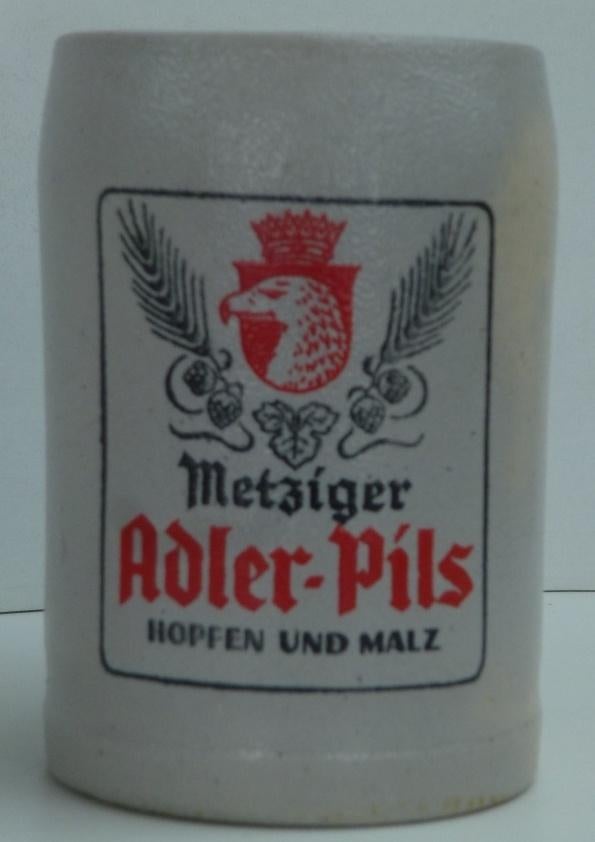 Metziger
Adler-Pils
HOPFEN UND MALZ